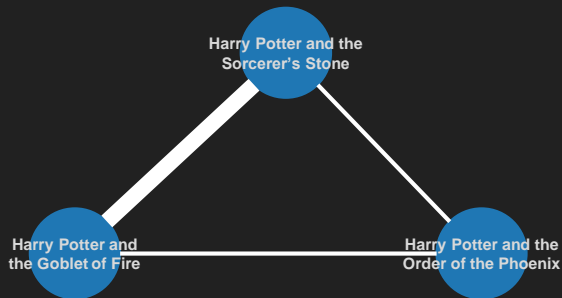 Harry Potter and the
Sorcerer’s Stone
Harry Potter and
the Goblet of Fire
Harry Potter and the
Order of the Phoenix